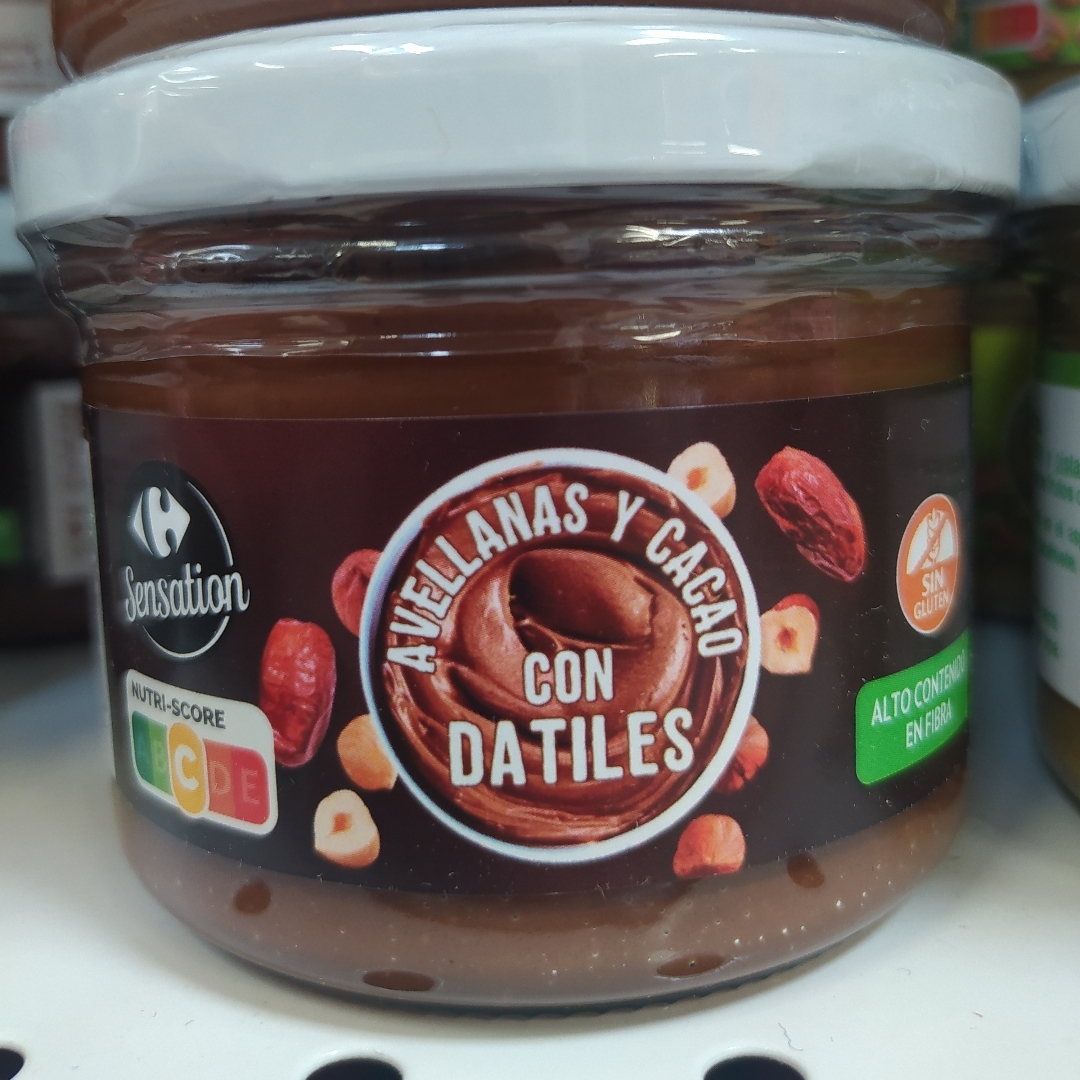 Sensation
NUTRI-SCORE
B C D E
AVELLANAS Y CACAO
CON
DATILES
SIN
GLUTEN
ALTO CONTENIDO
EN FIBRA